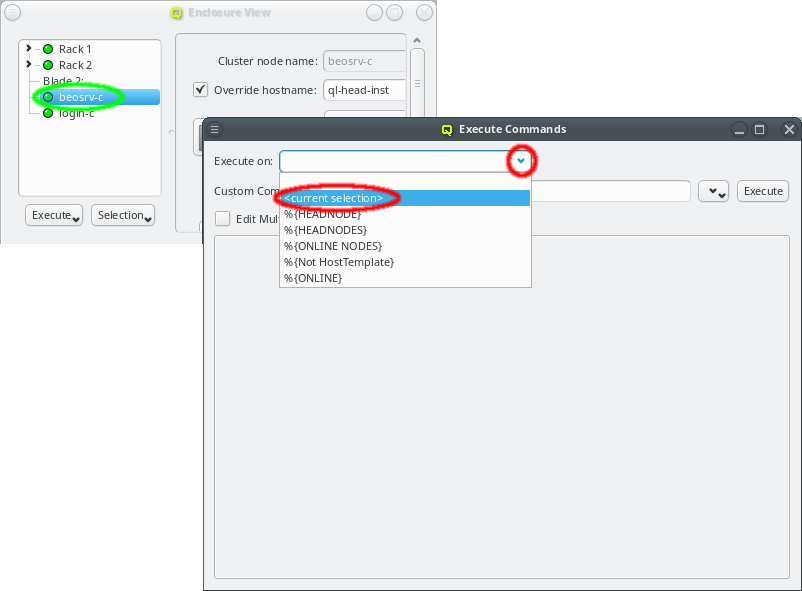 Enclosure View
Rack 1
Rack 2
Blade 2:
beosrv-c
login-c
Execute
Selection
Cluster node name: beosrv-c
Override hostname: ql-head-inst
Execute Commands
Execute on:
Custom Com
Execute
Edit Mul
<current selection>
%{HEADNODE}
%{HEADNODES}
%{ONLINE NODES}
%{Not HostTemplate}
%{ONLINE}